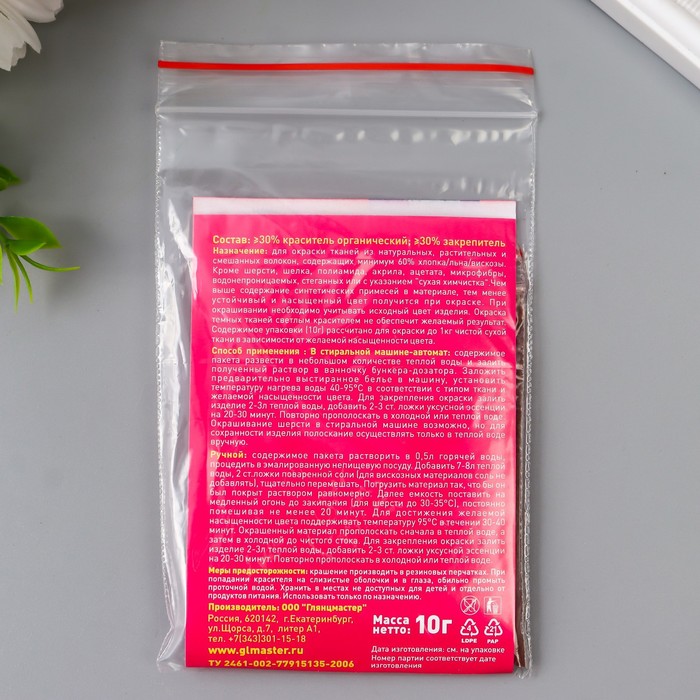 Состав: ≥30% краситель органический; ≥30% закрепитель
Назначение: для окраски тканей из натуральных, растительных и
смешанных волокон, содержащих минимум 60% хлопка/льна/вискозы.
Кроме шерсти, шелка, полиамида, акрила, ацетата, микрофибры,
водонепроницаемых, стеганых или с указанием "сухая химчистка".Чем
выше содержание синтетических примесей в материале, тем менее
устойчивый и насыщенный цвет получится при окраске. При
окрашивании необходимо учитывать исходный цвет изделия. Окраска
темных тканей светлым красителем не обеспечит желаемый результат.
Содержимое упаковки (10г) рассчитано для окраски до 1кг чистой сухой
ткани в зависимости от желаемой насыщенности цвета.
Способ применения : В стиральной машине-автомат: содержимое
пакета развести в небольшом количестве теплой воды и залить
полученный раствор в ванночку бункера-дозатора. Заложить
предварительно выстиранное белье в машину, установить
температуру нагрева воды 40-95°C в соответствии с типом ткани и
желаемой насыщенности цвета. Для закрепления окраски залить
изделие 2-3л теплой воды, добавить 2-3 ст. ложки уксусной эссенции
на 20-30 минут. Повторно прополоскать в холодной или теплой воде.
Окрашивание шерсти в стиральной машине возможно, но для
сохранности изделия полоскание осуществлять только в теплой воде
вручную.
Ручной: содержимое пакета растворить в 0,5л горячей воды,
процедить в эмалированную непищевую посуду. Добавить 7-8л теплой
воды, 2 ст.ложки поваренной соли (для вискозных материалов соль не
добавлять), тщательно перемешать. Погрузить материал так, чтобы он
был покрыт раствором равномерно. Далее емкость поставить на
медленный огонь до закипания (для шерсти до 30-35°C), постоянно
помешивая не менее 20 минут. Для достижения желаемой
насыщенности цвета поддерживать температуру 95°C в течении 30-40
минут. Окрашенный материал прополоскать сначала в теплой воде, а
затем в холодной до чистого стока. Для закрепления окраски залить
изделие 2-3л теплой воды, добавить 2-3 ст. ложки уксусной эссенции
на 20-30 минут. Повторно прополоскать в холодной или теплой воде.
Меры предосторожности: крашение производить в резиновых перчатках. При
попадании красителя на слизистые оболочки и в глаза, обильно промыть
проточной водой. Хранить в местах не доступных для детей и отдельно от
продуктов питания. Использовать только по назначению.
Производитель: ООО "Глянцмастер"
Россия, 620142, г.Екатеринбург,
ул.Щорса, д.7, литер А1,
тел. +7(343)301-15-18
www.glmaster.ru
ТУ 2461-002-77915135-2006
Масса нетто: 10г
4 LDPE 21 PAP
Дата изготовления: см. на упаковке
Номер партии соответствует дате
изготовления